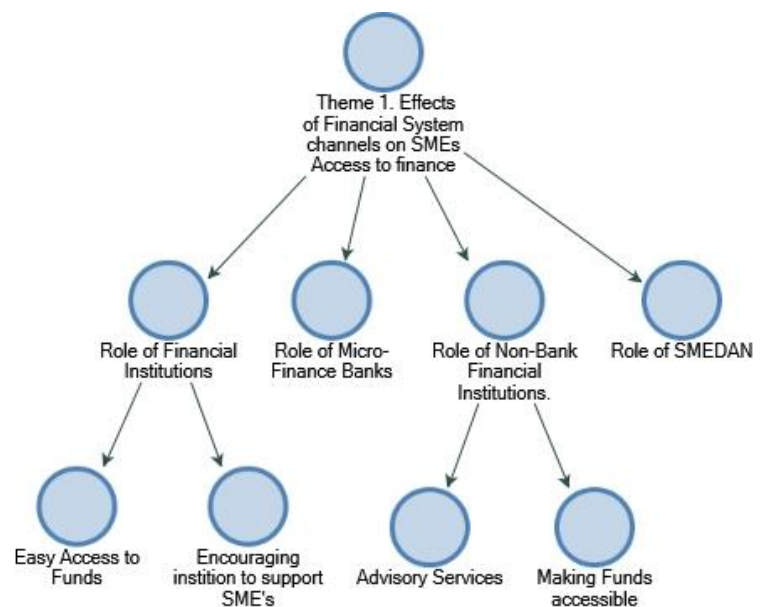 Theme 1. Effects
of Financial System
channels on SMEs
Access to finance
Role of Financial
Institutions
Role of Micro-
Finance Banks
Role of Non-Bank
Financial
Institutions.
Role of SMEDAN
Easy Access to
Funds
Encouraging
instition to support
SME's
Advisory Services
Making Funds
accessible